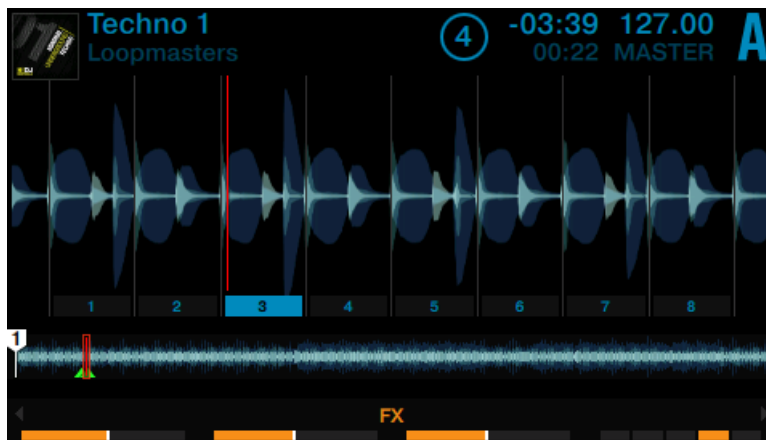 Techno 1
Loopmasters
4
-03:39 127.00
00:22 MASTER
A
1 2 3 4 5 6 7 8
1
FX